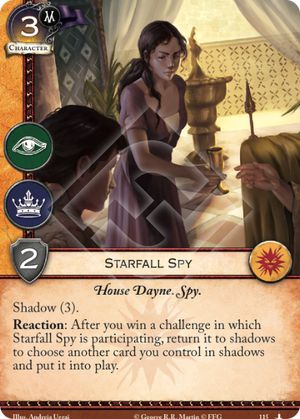 3
CHARACTER
2
STARFALL SPY
House Dayne. Spy.
Shadow (3).
Reaction: After you win a challenge in which
Starfall Spy is participating, return it to shadows
to choose another card you control in shadows
and put it into play.
Illus. Andreia Ugrai
© George R.R. Martin © FFG
115